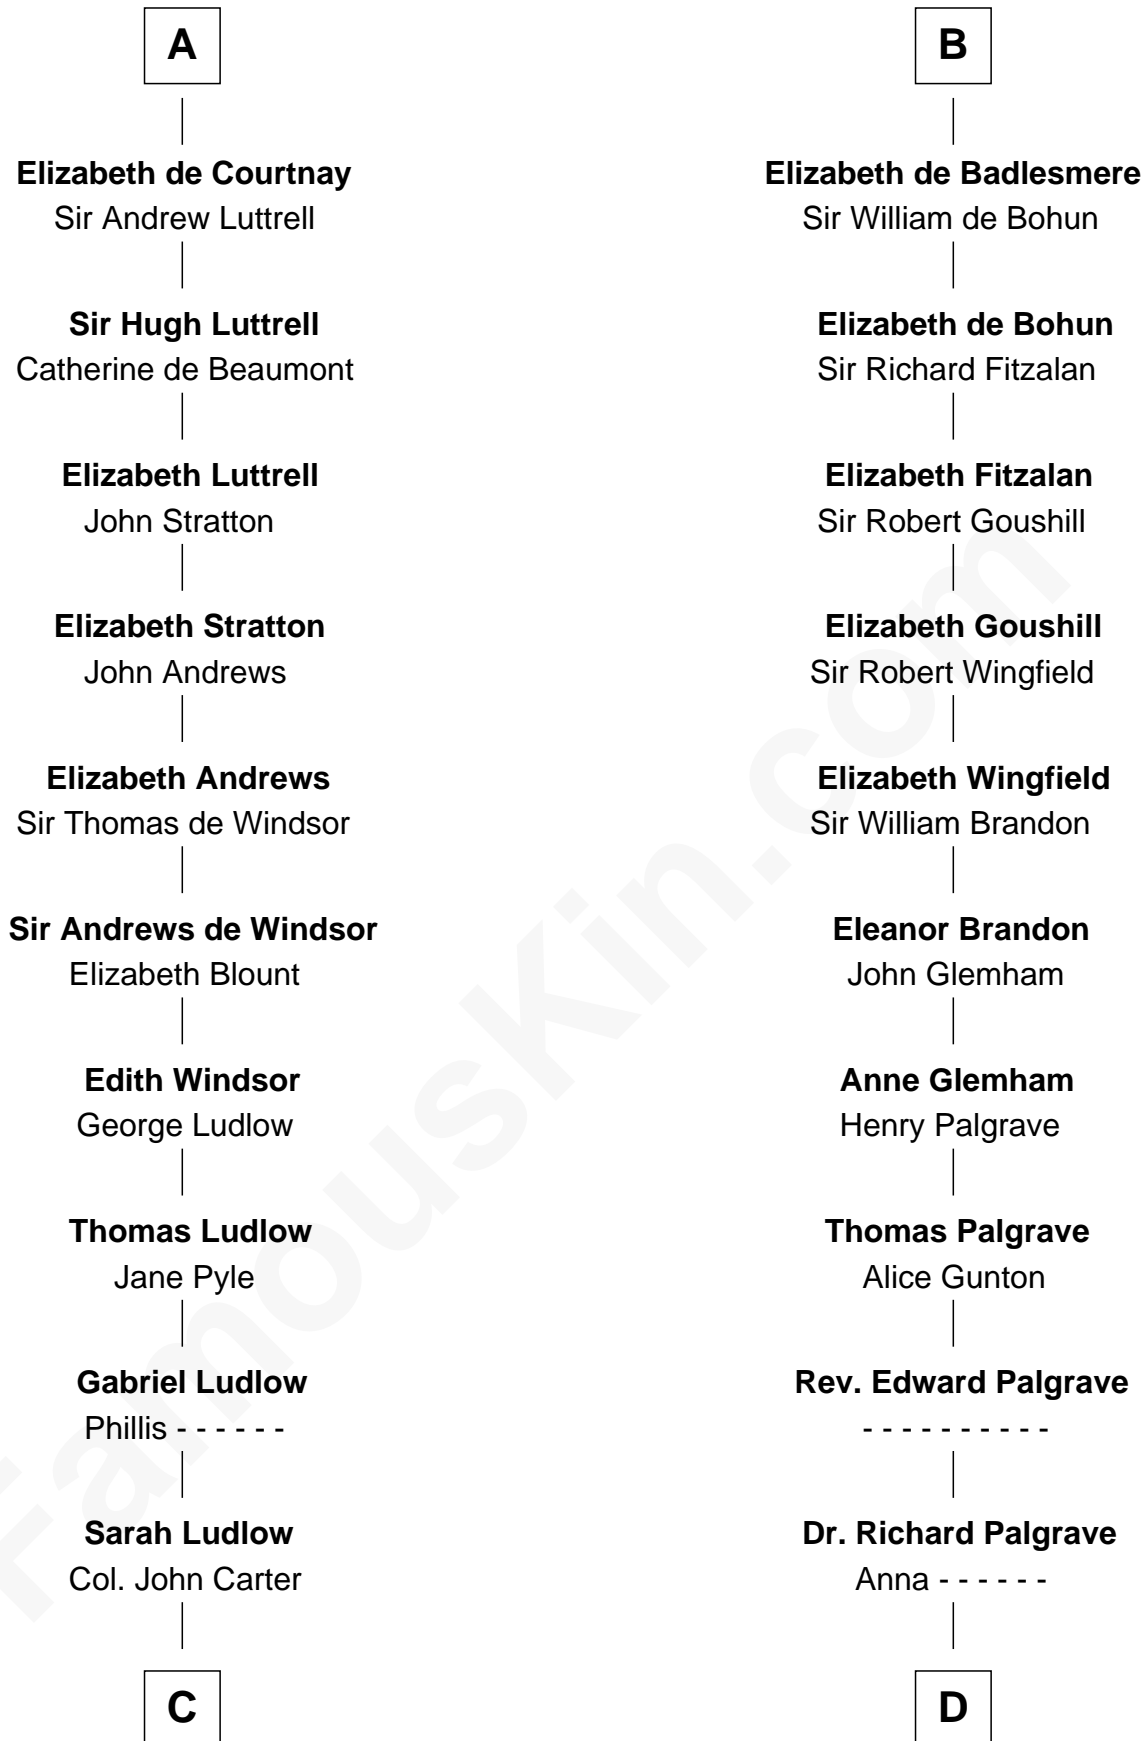 A
Elizabeth de Courtnay
Sir Andrew Luttrell
Sir Hugh Luttrell
Catherine de Beaumont
Elizabeth Luttrell
John Stratton
Elizabeth Stratton
John Andrews
Elizabeth Andrews
Sir Thomas de Windsor
Sir Andrews de Windsor
Elizabeth Blount
Edith Windsor
George Ludlow
Thomas Ludlow
Jane Pyle
Gabriel Ludlow
Phillis - - - - - -
Sarah Ludlow
Col. John Carter
C
B
Elizabeth de Badlesmere
Sir William de Bohun
Elizabeth de Bohun
Sir Richard Fitzalan
Elizabeth Fitzalan
Sir Robert Goushill
Elizabeth Goushill
Sir Robert Wingfield
Elizabeth Wingfield
Sir William Brandon
Eleanor Brandon
John Glemham
Anne Glemham
Henry Palgrave
Thomas Palgrave
Alice Gunton
Rev. Edward Palgrave
- - - - - - - - - -
Dr. Richard Palgrave
Anna - - - - - -
D
FamousKin.com